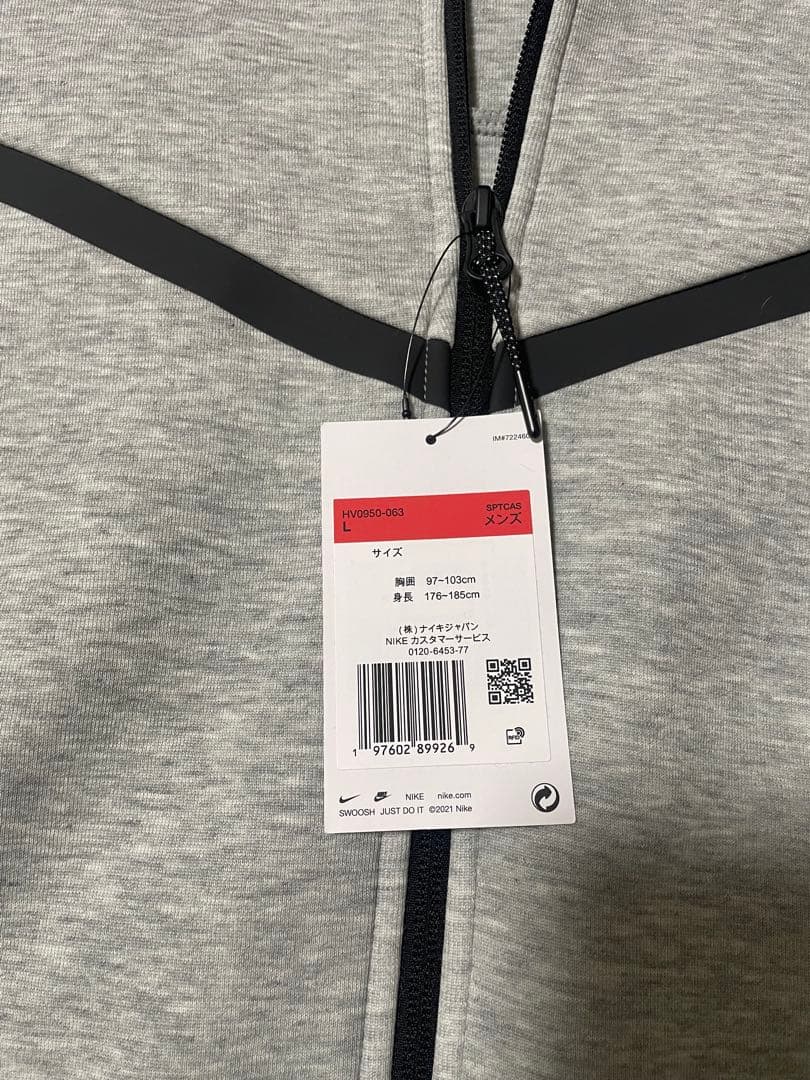 IM#722460
HV0950-063 SPTCAS
L メンズ
サイズ
胸囲 97~103cm
身長 176~185cm
(株)ナイキジャパン
NIKE カスタマーサービス
0120-6453-77
RFID
1 97602 89926 9
NIKE nike.com
SWOOSH JUST DO IT ©2021 Nike